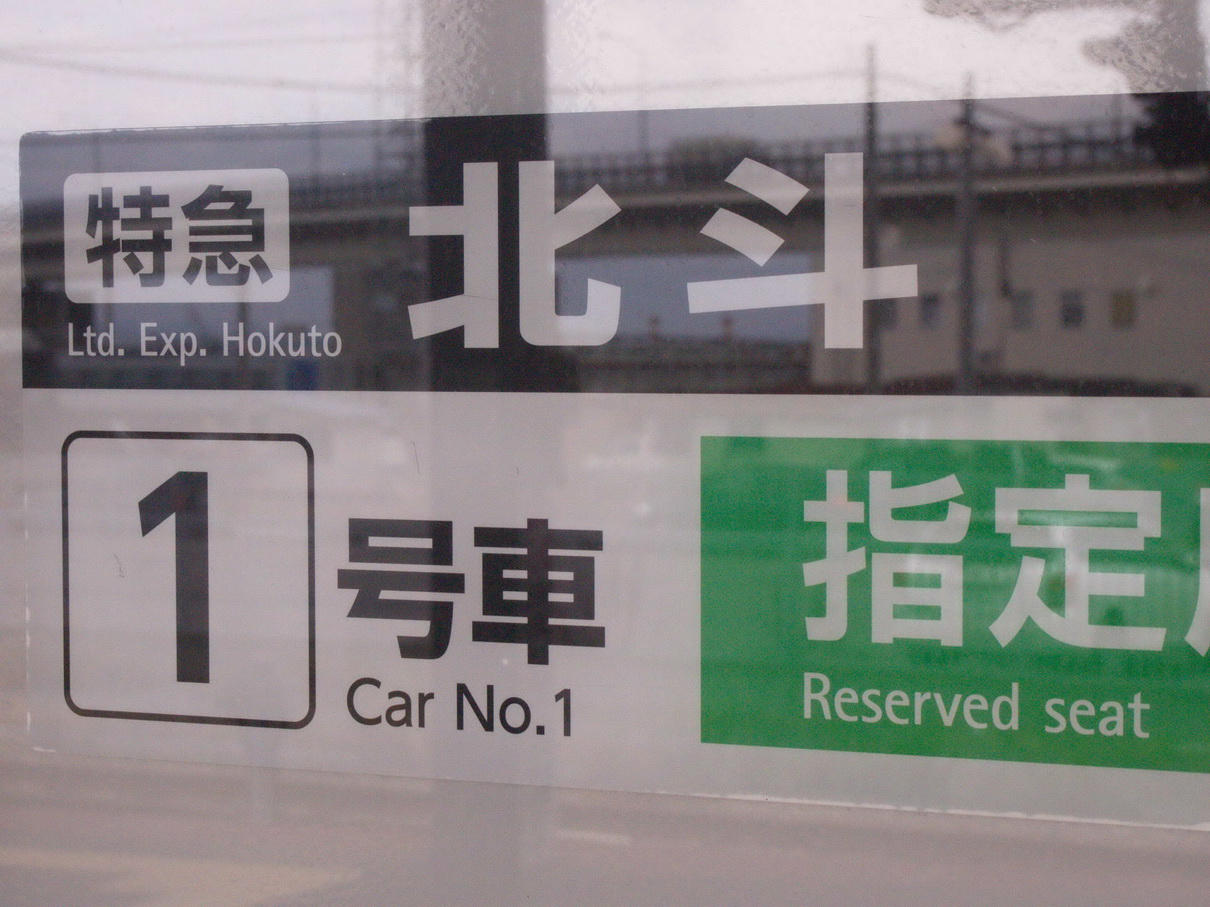 特急 北斗
Ltd. Exp. Hokuto
1 号車 指定
Car No.1 Reserved seat